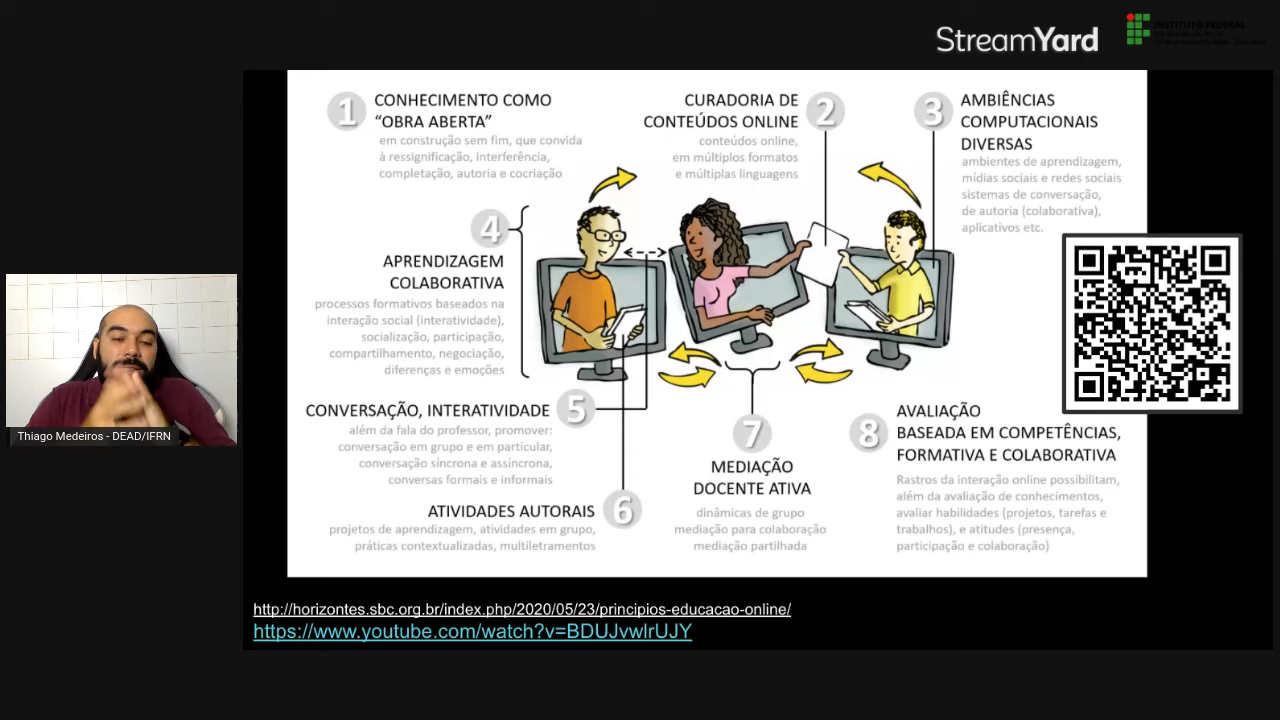 StreamYard
INSTITUTO FEDERAL
1
CONHECIMENTO COMO
“OBRA ABERTA”
em construção sem fim, que convida
à ressignificação, interferência,
completação, autoria e cocriação
CURADORIA DE
CONTEÚDOS ONLINE
2
conteúdos online,
em múltiplos formatos
e múltiplas linguagens
3
AMBIÊNCIAS
COMPUTACIONAIS
DIVERSAS
ambientes de aprendizagem,
mídias sociais e redes sociais
sistemas de conversação,
de autoria (colaborativa),
aplicativos etc.
4
APRENDIZAGEM
COLABORATIVA
processos formativos baseados na
interação social (interatividade),
socialização, participação,
compartilhamento, negociação,
diferenças e emoções
CONVERSAÇÃO, INTERATIVIDADE
5
além da fala do professor, promover:
conversação em grupo e em particular,
conversação síncrona e assíncrona,
conversas formais e informais
ATIVIDADES AUTORAIS
6
projetos de aprendizagem, atividades em grupo,
práticas contextualizadas, multiletramentos
7
MEDIAÇÃO
DOCENTE ATIVA
dinâmicas de grupo
mediação para colaboração
mediação partilhada
8
AVALIAÇÃO
BASEADA EM COMPETÊNCIAS,
FORMATIVA E COLABORATIVA
Rastros da interação online possibilitam,
além da avaliação de conhecimentos,
avaliar habilidades (projetos, tarefas e
trabalhos), e atitudes (presença,
participação e colaboração)
Thiago Medeiros - DEAD/IFRN
http://horizontes.sbc.org.br/index.php/2020/05/23/principios-educacao-online/
https://www.youtube.com/watch?v=BDUJvwlrUJY